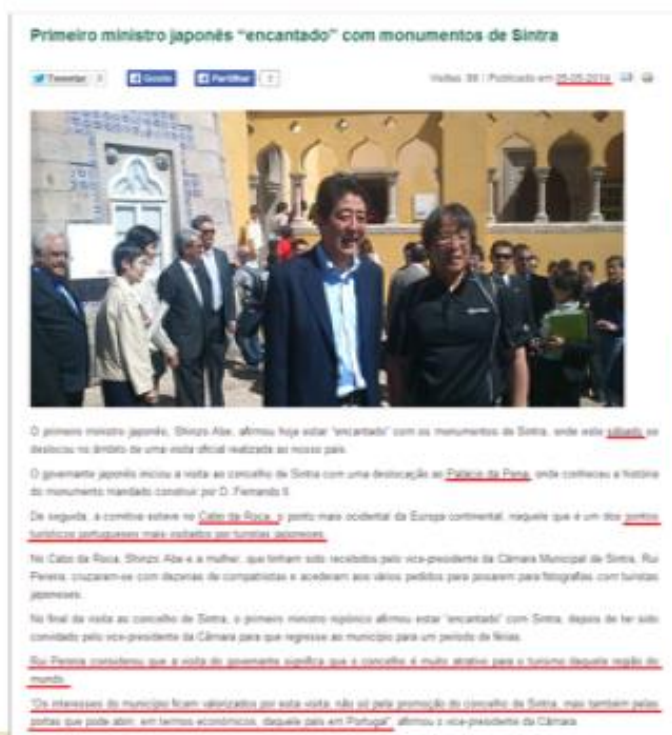 Primeiro ministro japonês “encantado” com monumentos de Sintra
Tweetar
Gosto
Partilhar
Visitas: 88 / Publicado em 05-05-2014
O primeiro ministro japonês, Shinzo Abe, afirmou hoje estar “encantado” com os monumentos de Sintra, onde este sábado se
deslocou no âmbito de uma visita oficial realizada ao nosso país.
O governante japonês iniciou a visita ao concelho de Sintra com uma deslocação ao Palácio da Pena, onde conheceu a história
do monumento mandado construir por D. Fernando II.
De seguida, a comitiva esteve no Cabo da Roca, o ponto mais ocidental da Europa continental, naquele que é um dos pontos
turísticos portugueses mais visitados por turistas japoneses.
No Cabo da Roca, Shinzo Abe e a mulher, que tinham sido recebidos pelo vice-presidente da Câmara Municipal de Sintra, Rui
Pereira, cruzaram-se com dezenas de compatriotas e acederam aos vários pedidos para posarem para fotografias com turistas
japoneses.
No final da visita ao concelho de Sintra, o primeiro ministro nipónico afirmou estar “encantado” com Sintra, depois de ter sido
convidado pelo vice-presidente da Câmara para que regresse ao município para um período de férias.
Rui Pereira considerou que a visita do governante significa que o concelho é muito atrativo para o turismo daquela região do
mundo.
“Os interesses do município ficam valorizados por esta visita, não só pela promoção do concelho de Sintra, mas também pelas
portas que pode abrir, em termos económicos, daquele país em Portugal”, afirmou o vice-presidente da Câmara.